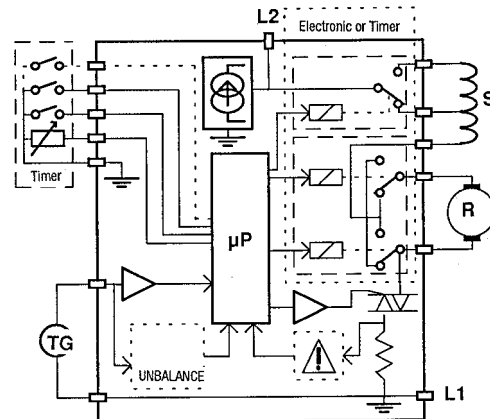 L2
Electronic or Timer
S
Timer
µP
R
TG
UNBALANCE
L1